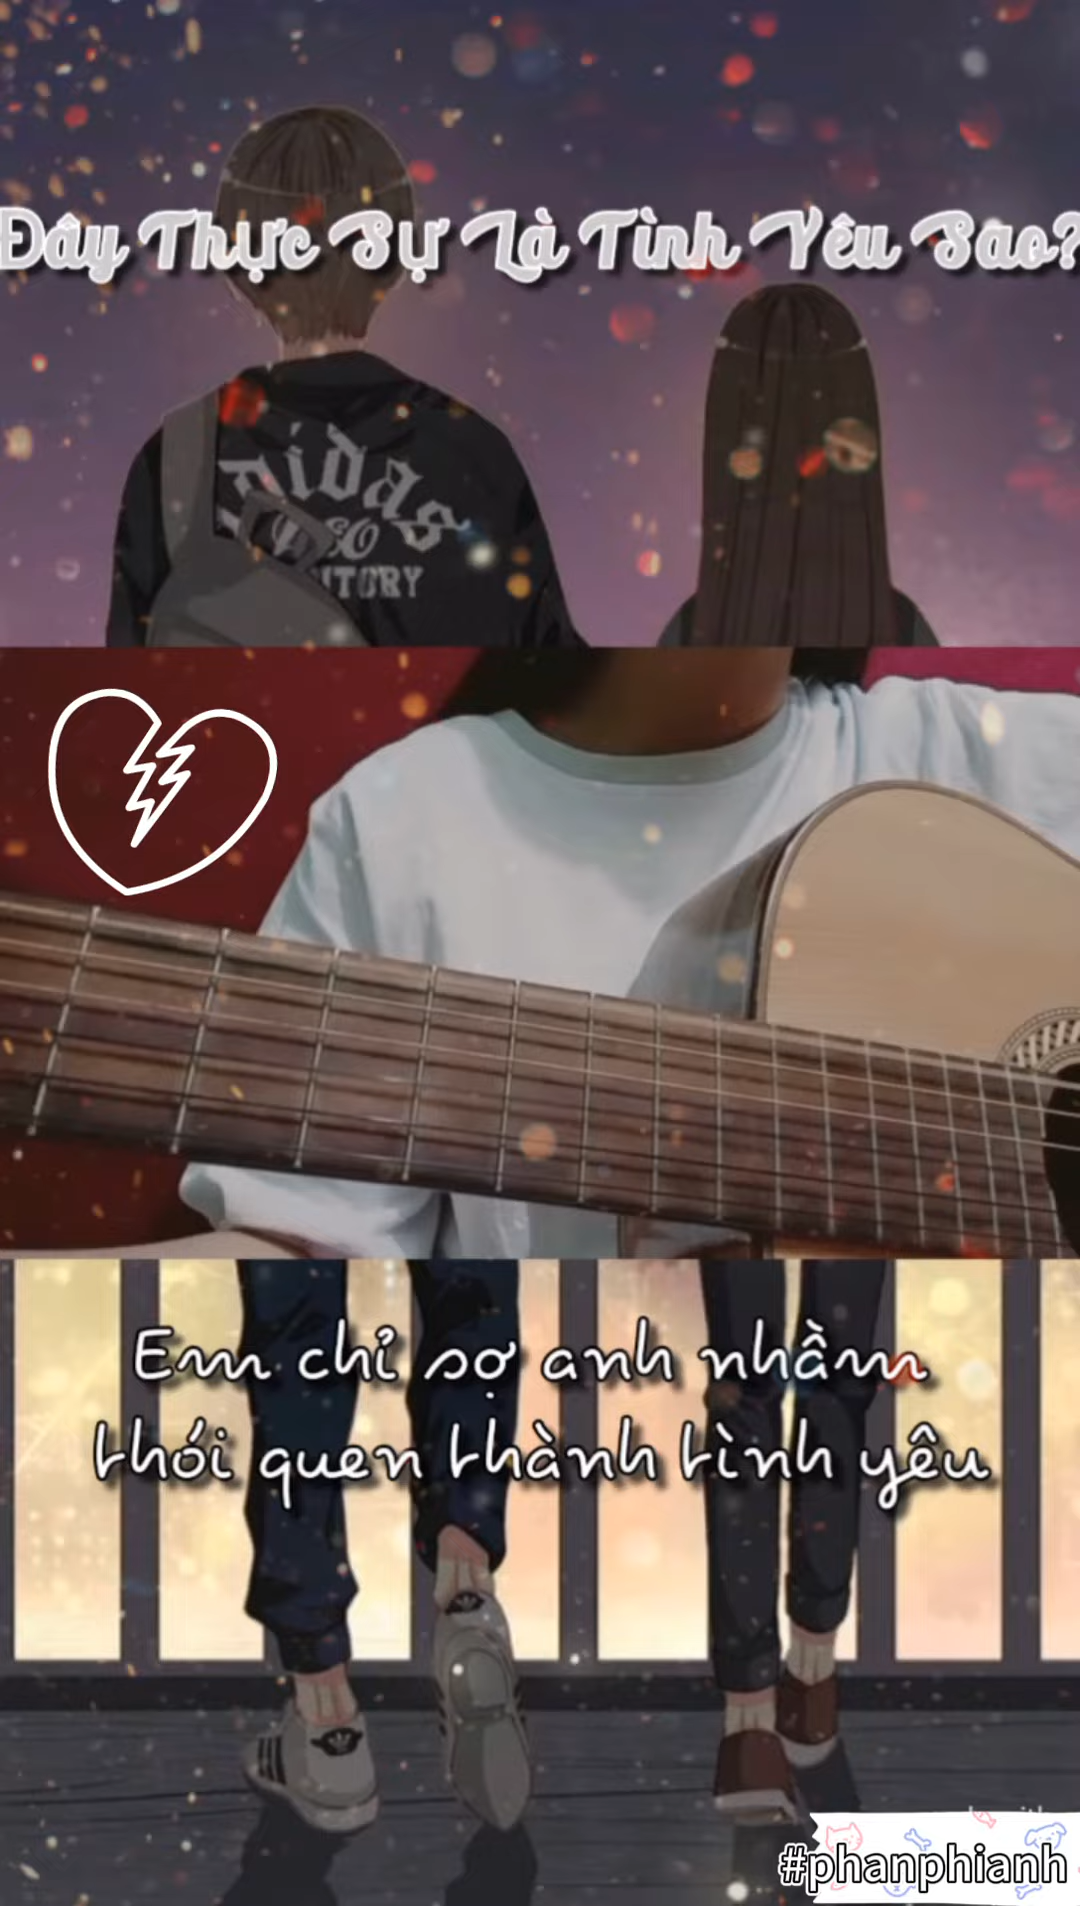 Đây Thực Sự Là Tình Yêu Sao?
Em chỉ sợ anh nhầm
thói quen thành tình yêu
#phanphianh